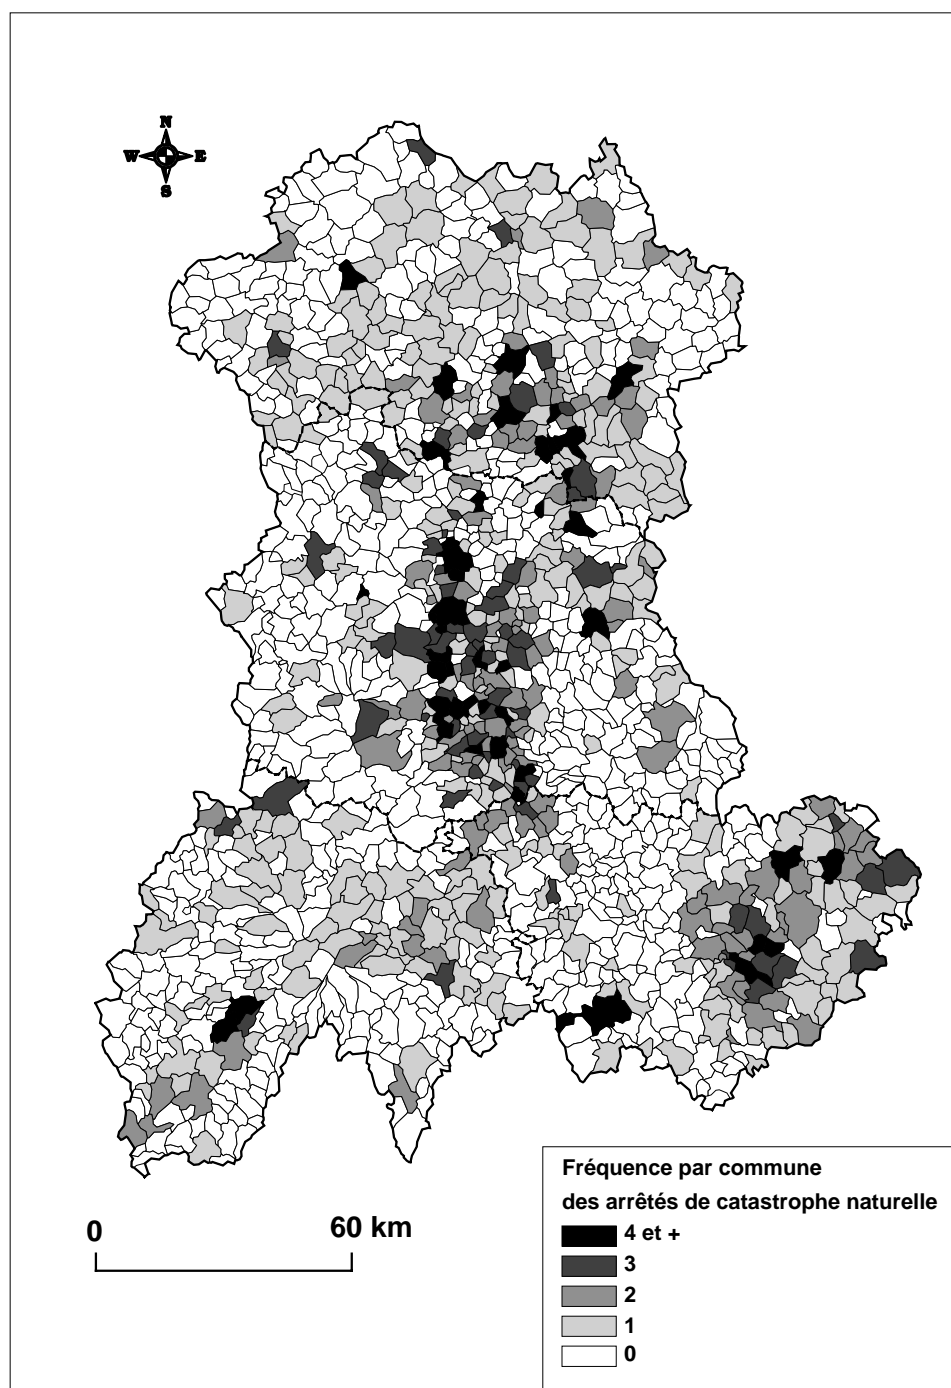 N
W E
S
0 60 km
Fréquence par commune
des arrêtés de catastrophe naturelle
4 et +
3
2
1
0